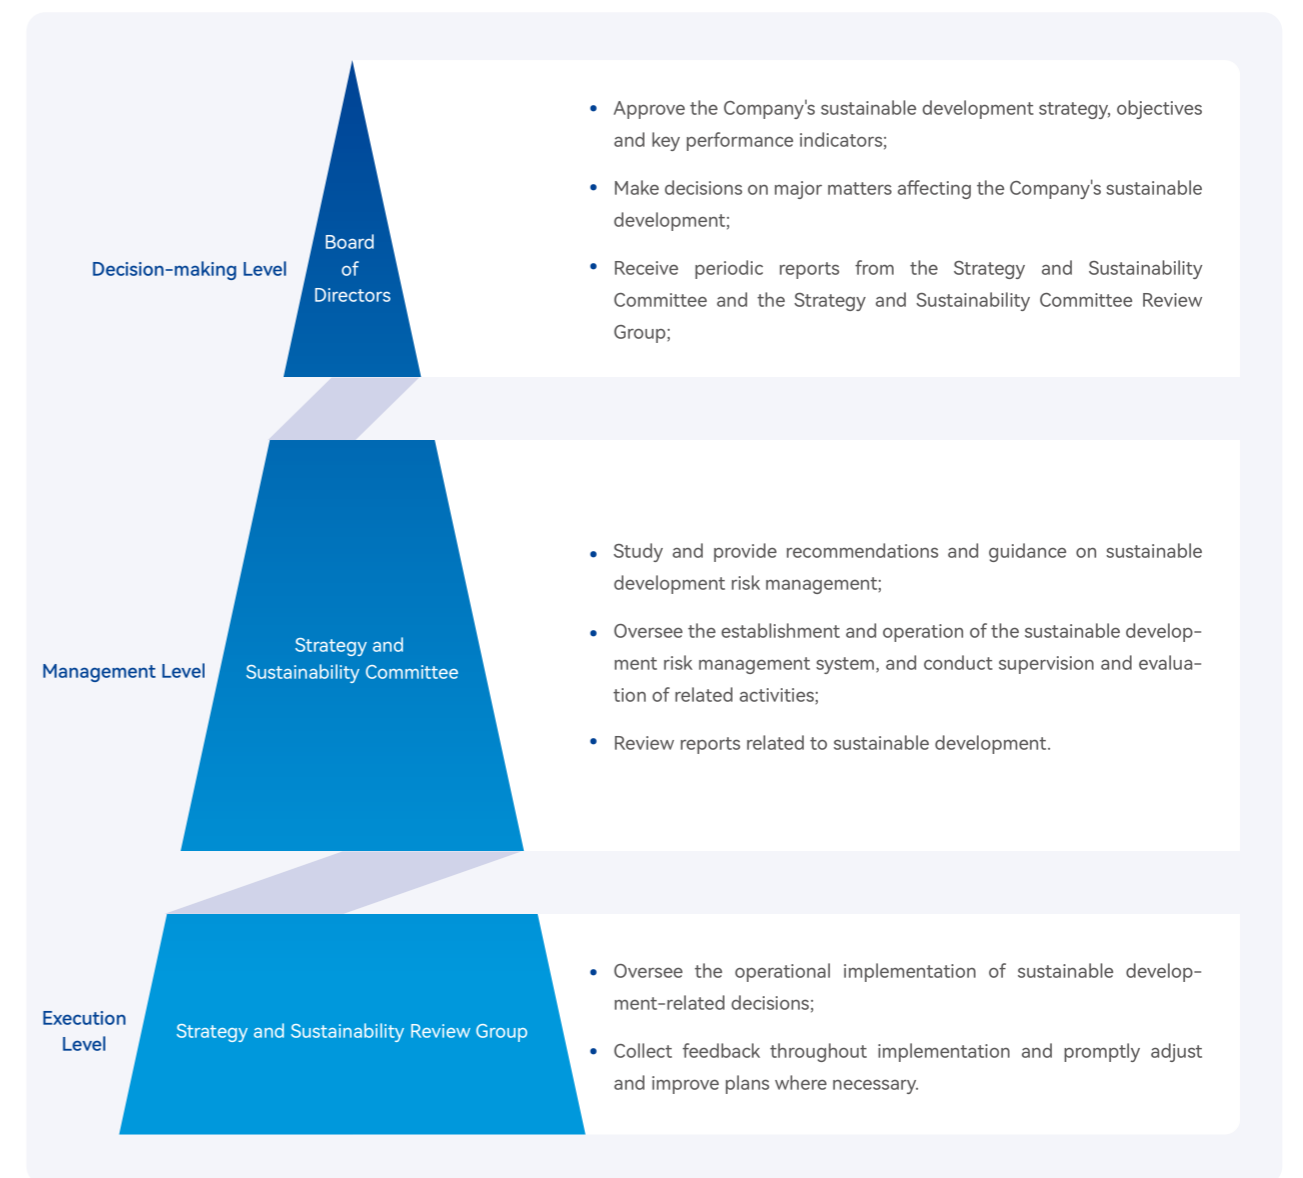 Decision-making Level
Board
of
Directors
Approve the Company's sustainable development strategy, objectives
and key performance indicators;
Make decisions on major matters affecting the Company's sustainable
development;
Receive periodic reports from the Strategy and Sustainability
Committee and the Strategy and Sustainability Committee Review
Group;
Management Level
Strategy and
Sustainability Committee
Study and provide recommendations and guidance on sustainable
development risk management;
Oversee the establishment and operation of the sustainable develop-
ment risk management system, and conduct supervision and evalua-
tion of related activities;
Review reports related to sustainable development.
Execution
Level
Strategy and Sustainability Review Group
Oversee the operational implementation of sustainable develop-
ment-related decisions;
Collect feedback throughout implementation and promptly adjust
and improve plans where necessary.